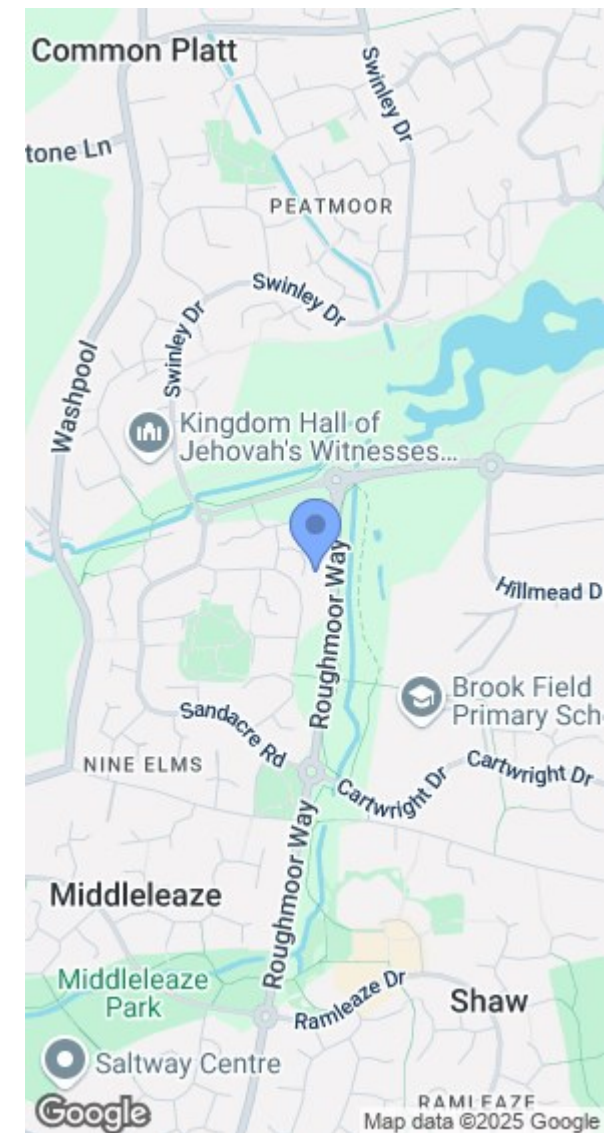 Common Platt
Swinley Dr
tone Ln
PEATMOOR
Swinley Dr
Swinley Dr
Washpool
Kingdom Hall of
Jehovah's Witnesses...
Roughmoor Way
Hillmead D
Brook Field
Primary Sch
Sandacre Rd
NINE ELMS
Cartwright Dr
Cartwright Dr
Roughmoor Way
Middleleaze
Middleleaze
Park
Ramleaze Dr
Shaw
Saltway Centre
RAMLEAZE
Google
Map data ©2025 Google